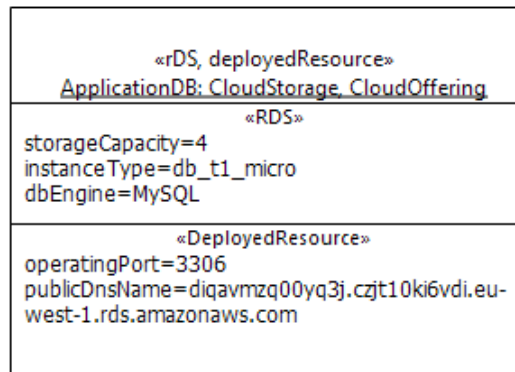 «rDS, deployedResource»
ApplicationDB: CloudStorage, CloudOffering
«RDS»
storageCapacity=4
instanceType=db_t1_micro
dbEngine=MySQL
«DeployedResource»
operatingPort=3306
publicDnsName=diqavmzq00yq3j.czjt10ki6vdi.eu-
west-1.rds.amazonaws.com